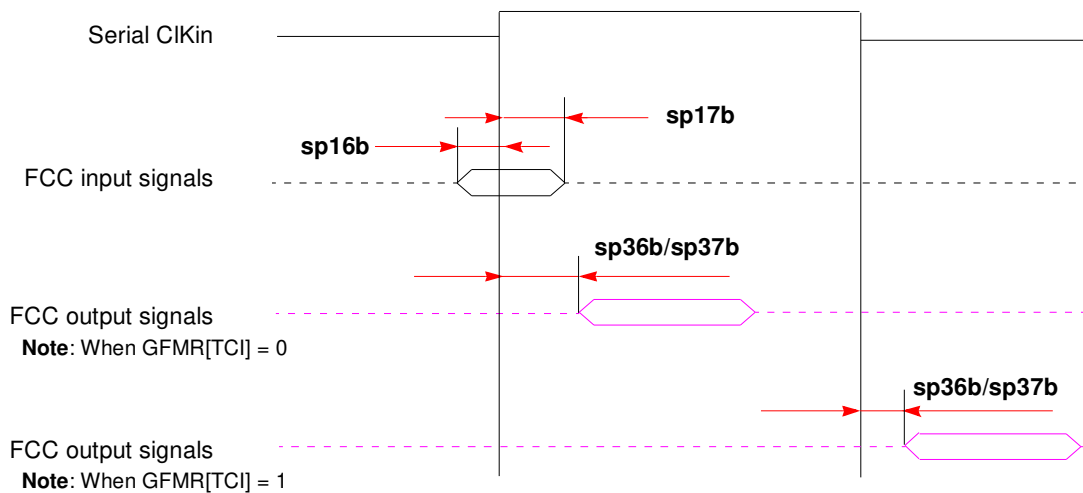 Serial ClKin
sp17b
sp16b
FCC input signals
sp36b/sp37b
FCC output signals
Note: When GFMR[TCI] = 0
sp36b/sp37b
FCC output signals
Note: When GFMR[TCI] = 1